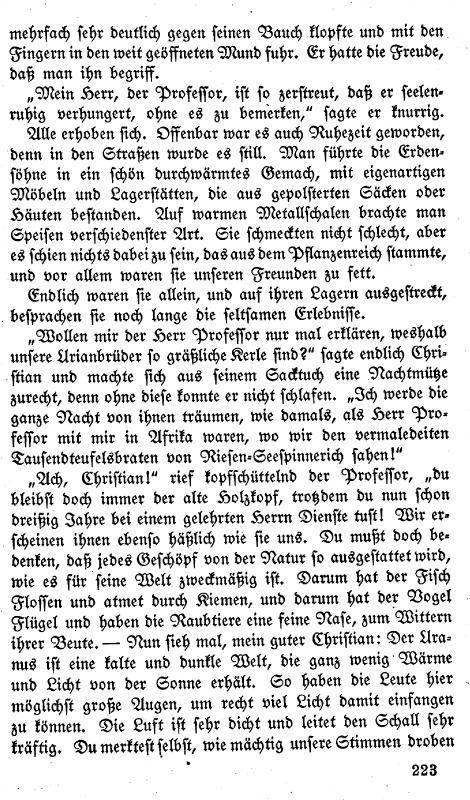 mehrfach sehr deutlich gegen seinen Bauch klopfte und mit den
Fingern in den weit geöffneten Mund fuhr. Er hatte die Freude,
daß man ihn begriff.
„Mein Herr, der Professor, ist so zerstreut, daß er seelen-
ruhig verhungert, ohne es zu bemerken,“ sagte er knurrig.
Alle erhoben sich. Offenbar war es auch Ruhezeit geworden,
denn in den Straßen wurde es still. Man führte die Erden-
söhne in ein schön durchwärmtes Gemach, mit eigenartigen
Möbeln und Lagerstätten, die aus gepolsterten Säcken oder
Häuten bestanden. Auf warmen Metallschalen brachte man
Speisen verschiedenster Art. Sie schmeckten nicht schlecht, aber
es schien nichts dabei zu sein, das aus dem Pflanzenreich stammte,
und vor allem waren sie unseren Freunden zu fett.
Endlich waren sie allein, und auf ihren Lagern ausgestreckt,
besprachen sie noch lange die seltsamen Erlebnisse.
„Wollen mir der Herr Professor nur mal erklären, weshalb
unsere Urianbrüder so gräßliche Kerle sind?“ sagte endlich Chri-
stian und machte sich aus seinem Sacktuch eine Nachtmütze
zurecht, denn ohne diese konnte er nicht schlafen. „Ich werde die
ganze Nacht von ihnen träumen, wie damals, als Herr Pro-
fessor mit mir in Afrika waren, wo wir den vermaledeiten
Tausendteufelsbraten von Riesen-Seespinnerich sahen!“
„Ach, Christian!“ rief kopfschüttelnd der Professor, „du
bleibst doch immer der alte Holzkopf, trotzdem du nun schon
dreißig Jahre bei einem gelehrten Herrn Dienste tust! Wir er-
scheinen ihnen ebenso häßlich wie sie uns. Du mußt doch be-
denken, daß jedes Geschöpf von der Natur so ausgestattet wird,
wie es für seine Welt zweckmäßig ist. Darum hat der Fisch
Flossen und atmet durch Kiemen, und darum hat der Vogel
Flügel und haben die Raubtiere eine feine Nase, zum Wittern
ihrer Beute. — Nun sieh mal, mein guter Christian: Der Ura-
nus ist eine kalte und dunkle Welt, die ganz wenig Wärme
und Licht von der Sonne erhält. So haben die Leute hier
möglichst große Augen, um recht viel Licht damit einfangen
zu können. Die Luft ist sehr dicht und leitet den Schall sehr
kräftig. Du merktest selbst, wie mächtig unsere Stimmen droben
223